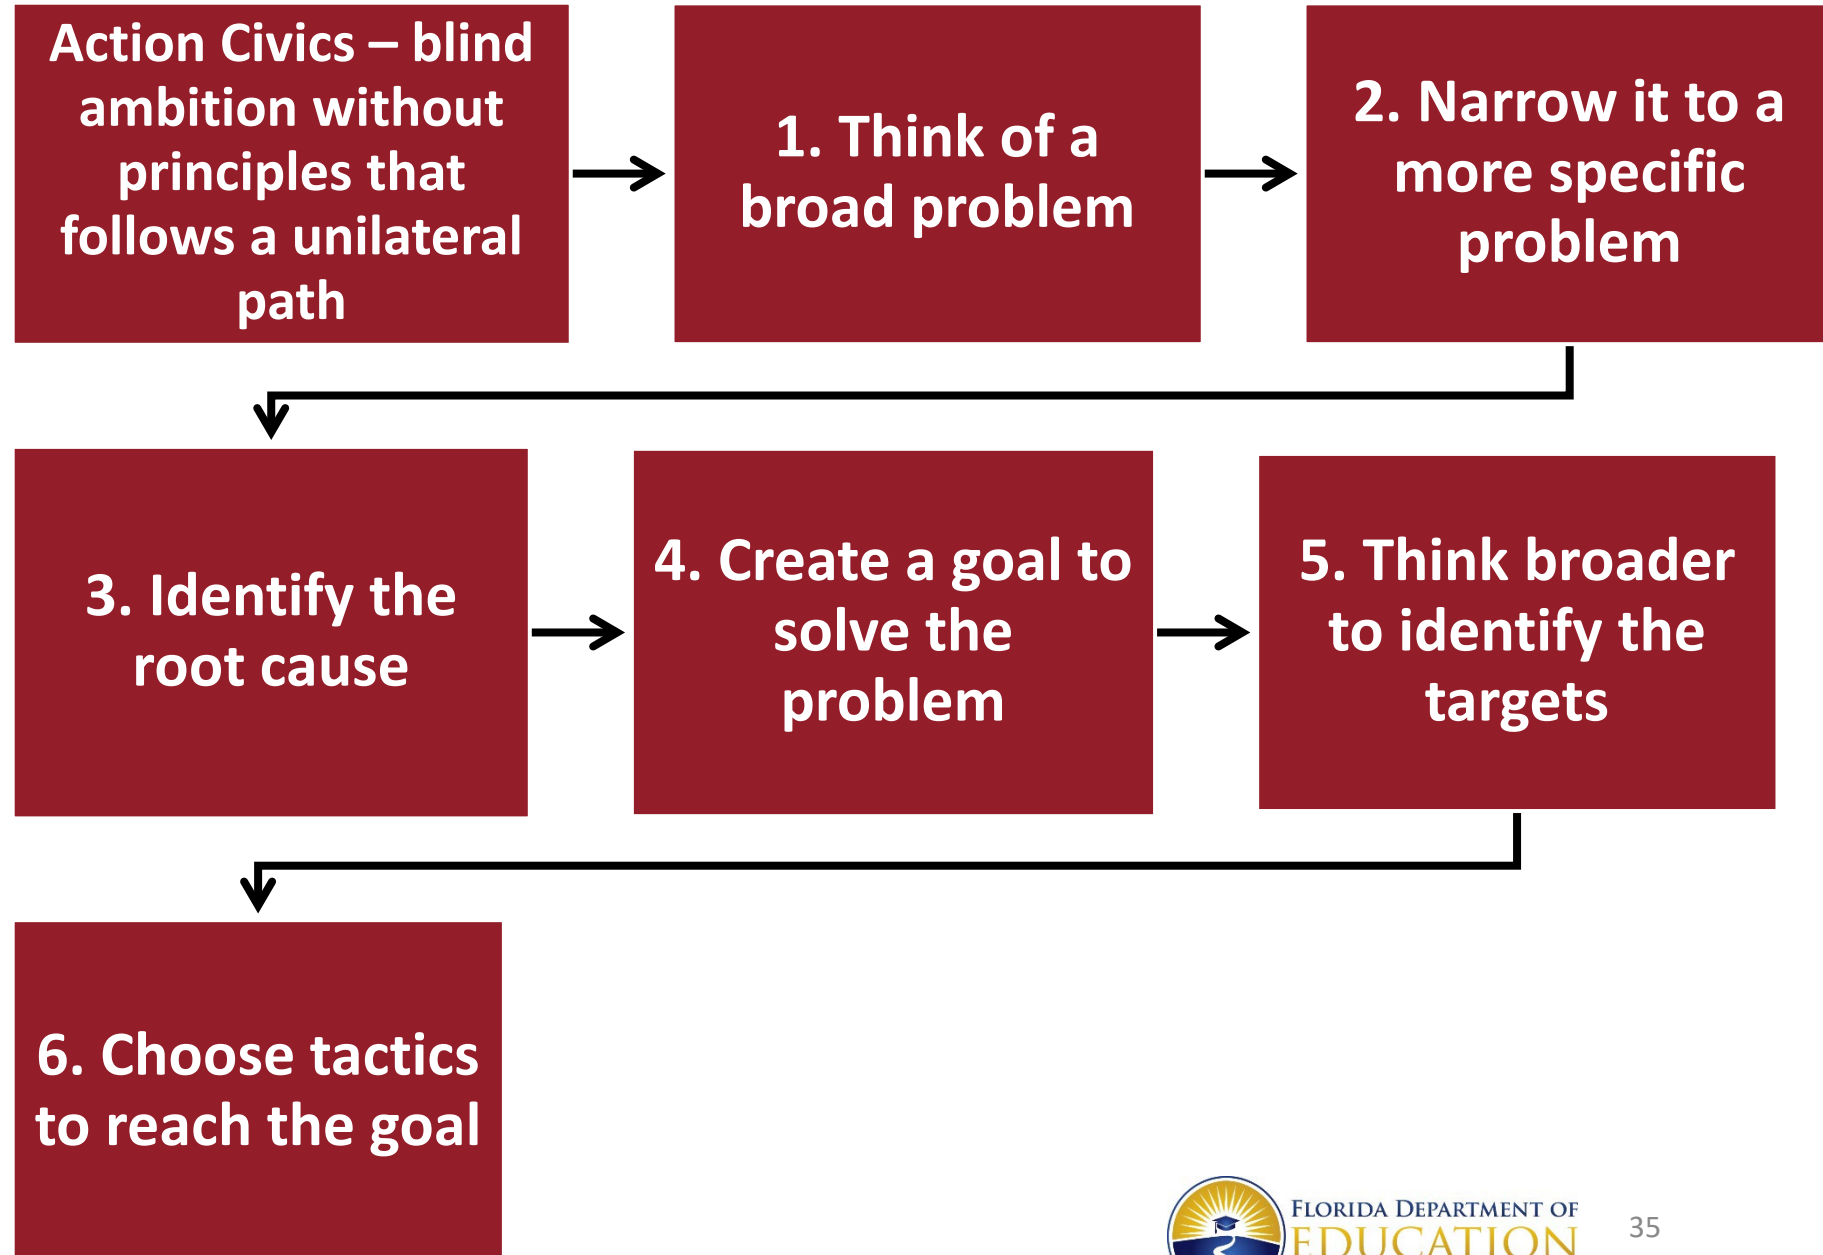 Action Civics – blind
ambition without
principles that
follows a unilateral
path
1. Think of a
broad problem
2. Narrow it to a
more specific
problem
3. Identify the
root cause
4. Create a goal to
solve the
problem
5. Think broader
to identify the
targets
6. Choose tactics
to reach the goal
FLORIDA DEPARTMENT OF
EDUCATION
35